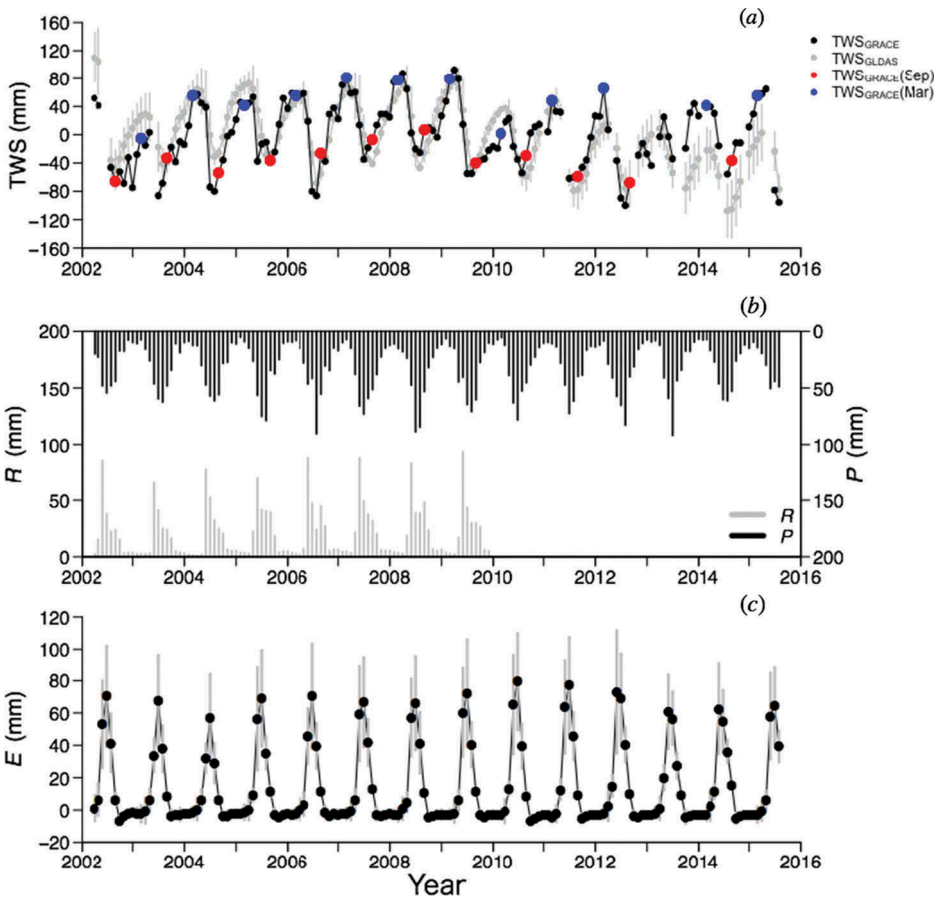 (a)
160
120
80
40
0
−40
−80
−120
−160
TWS (mm)
TWSGRACE
TWSGLDAS
TWSGRACE(Sep)
TWSGRACE(Mar)
2002 2004 2006 2008 2010 2012 2014 2016
(b)
200
150
100
50
0
R (mm)
0
50
100
150
200
P (mm)
R
P
2002 2004 2006 2008 2010 2012 2014 2016
(c)
120
100
80
60
40
20
0
−20
E (mm)
2002 2004 2006 2008 2010 2012 2014 2016
Year